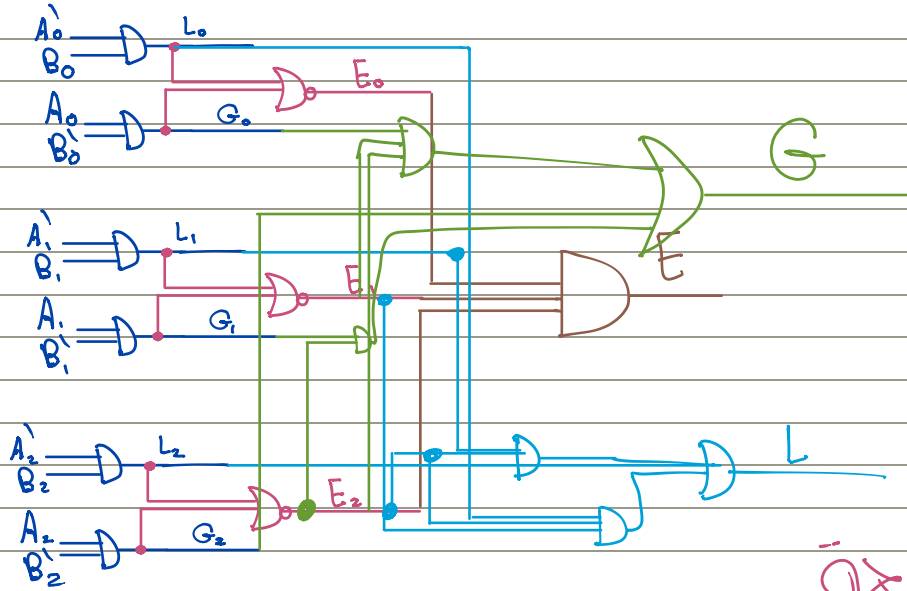 A'₀ L₀
B₀
E₀
A₀ G₀
B'₀
G
A'₁ L₁
B₁
E
E
A₁ G₁
B'₁
A'₂ L₂
B₂
L
E₂
A₂ G₂
B'₂